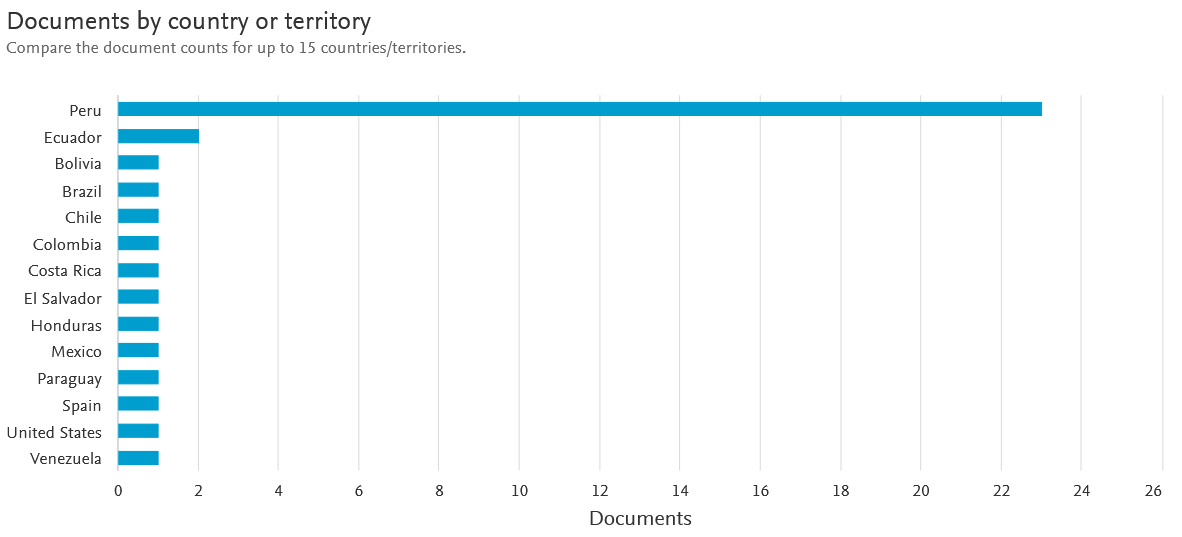 Documents by country or territory
Compare the document counts for up to 15 countries/territories.
Peru
Ecuador
Bolivia
Brazil
Chile
Colombia
Costa Rica
El Salvador
Honduras
Mexico
Paraguay
Spain
United States
Venezuela
0 2 4 6 8 10 12 14 16 18 20 22 24 26
Documents